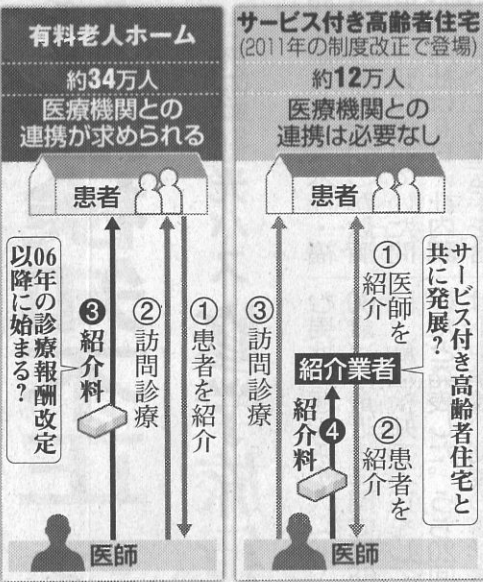 有料老人ホーム
約34万人
医療機関との
連携が求められる
患者
06年の診療報酬改定
以降に始まる?
❸紹介料
②訪問診療
①患者を紹介
医師
サービス付き高齢者住宅
(2011年の制度改正で登場)
約12万人
医療機関との
連携は必要なし
患者
サービス付き高齢者住宅と
共に発展?
①医師を
紹介
③訪問診療
紹介業者
②患者を
紹介
❹紹介料
医師